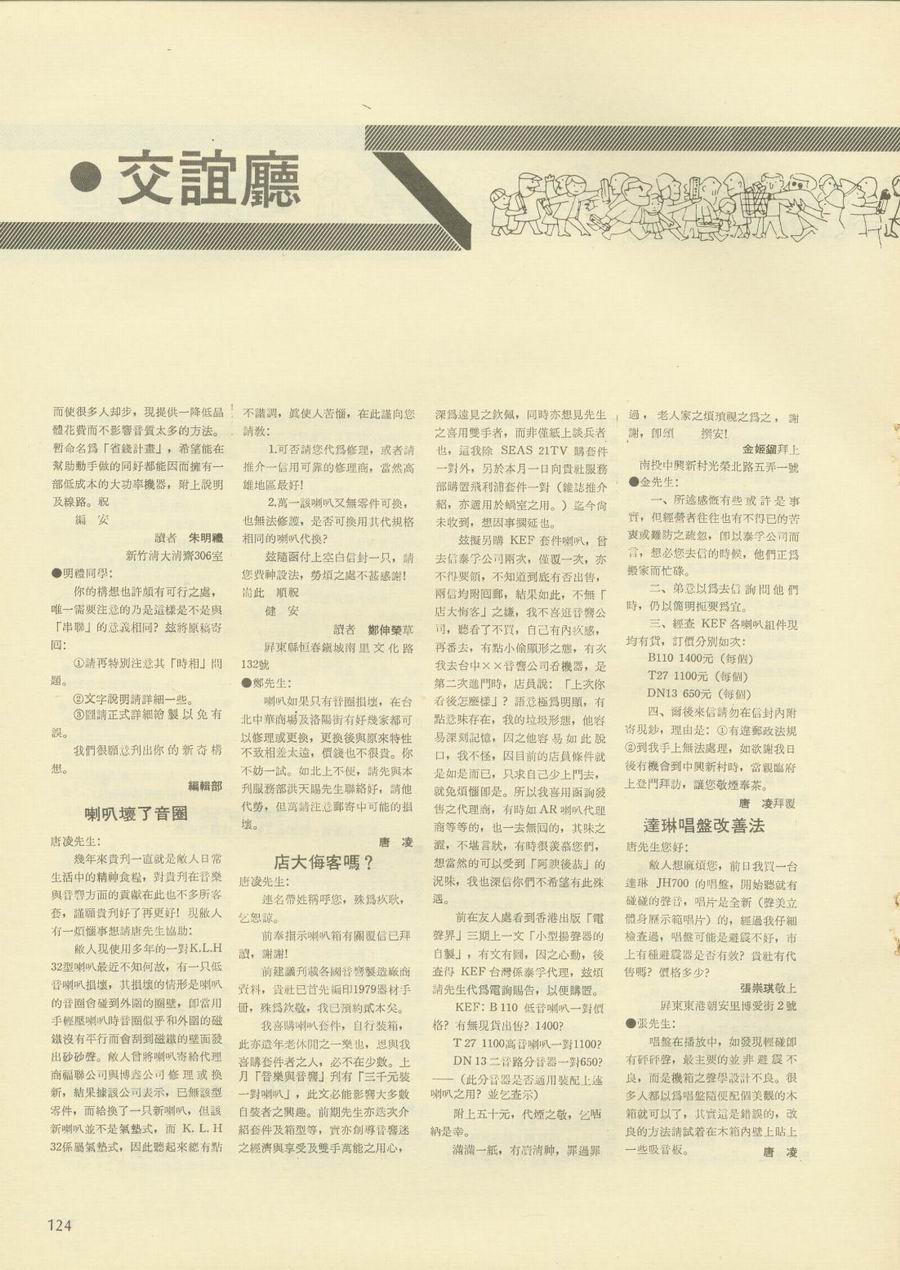 ●交誼廳
而使很多人却步，現提供一降低品
體花費而不影響音質太多的方法。
暫命名爲「省錢計畫」，希望能在
幫助動手做的同好都能因而擁有一
部低成本的大功率機器，附上說明
及線路。祝
編　安
讀者　朱明禮
新竹清大清齋306室
●明禮同學：
你的構想也許頗有可行之處，
唯一需要注意的乃是這樣是不是與
「串聯」的意義相同？玆將原稿寄
回：
①請再特別注意其「時相」問
題。
②文字說明請詳細一些。
③圖請正式詳細繪製以免有
誤。
我們很願意刋出你的新奇構
想。
編輯部
喇叭壞了音圈
唐凌先生：
幾年來貴刋一直就是敝人日常
生活中的精神食糧，對貴刋在音樂
與音響方面的貢獻在此也不多所客
套，謹願貴刋好了再更好！現敝人
有一煩惱事想請唐先生協助：
敝人現使用多年的一對K.L.H
32型喇叭最近不知何故，有一只低
音喇叭損壞，其損壞的情形是喇叭
的音圈會碰到外圍的圈壁，卽當用
手輕壓喇叭時音圈似乎和外圍的磁
鐵沒有平行而會刮到磁鐵的壁面發
出砂砂聲。敝人曾將喇叭寄給代理
商福聯公司與博鑫公司修理或換
新，結果據該公司表示，已無該型
零件，而給換了一只新喇叭，但該
新喇叭並不是氣墊式，而 K. L. H
32係屬氣墊式，因此聽起來總有點
不諧調，眞使人苦惱，在此謹向您
請教：
1.可否請您代爲修理，或者請
推介一信用可靠的修理商，當然高
雄地區最好！
2.萬一該喇叭又無零件可換，
也無法修護，是否可換用其代規格
相同的喇叭代換？
玆隨函付上空白信封一只，請
您費神設法，勞煩之處不甚感謝！
耑此　順祝
健　安
讀者　鄭伸榮草
屏東縣恒春鎭城南里文化路
132號
●鄭先生：
喇叭如果只有音圈損壞，在台
北中華商場及洛陽街有好幾家都可
以修理或更換，更換後與原來特性
不致相差太遠，價錢也不很貴。你
不妨一試。如北上不便，請先與本
刋服務部洪天賜先生聯絡好，請他
代勞，但萬請注意郵寄中可能的損
壞。
唐　凌
店大侮客嗎？
唐凌先生：
連名帶姓稱呼您，殊爲疚歉，
乞恕諒。
前奉指示喇叭箱有關覆信已拜
讀，謝謝！
前建議刋載各國音響製造廠商
資料，貴社已首先編印1979器材手
冊，殊爲欽敬，我已預約貳本矣。
我喜購喇叭套件，自行裝箱，
此亦這年老休閒之一樂也，思與我
喜購套件者之人，必不在少數。上
月「音樂與音響」刋有「三千元裝
一對喇叭」，此文必能影響大多數
自裝者之興趣。前期先生亦迭次介
紹套件及箱型等，實亦創導音響迷
之經濟與享受及雙手萬能之用心，
深爲遠見之欽佩，同時亦想見先生
之喜用雙手者，而非僅紙上談兵者
也，這我除 SEAS 21TV 購套件
一對外，另於本月一日向貴社服務
部購置飛利浦套件一對（雜誌推介
紹，亦適用於蝸室之用。）迄今尙
未收到，想因事擱延也。
玆擬另購 KEF 套件喇叭，曾
去信泰孚公司兩次，僅覆一次，亦
不得要領，不知道到底有否出售，
兩信均附回郵，結果如此，不無「
店大侮客」之嫌，我不喜逛音響公
司，聽看了不買，自己有內疚感，
再番去，有點小偷顯形之態，有次
我去台中××音響公司看機器，是
第二次進門時，店員說：「上次你
看後怎麼樣」？語意極爲明顯，有
點意昧存在，我的垃圾形態，他容
易深刻記憶，因之他容易如此脫
口，我不怪，因目前的店員條件就
是如是而已，只求自己少上門去，
就免煩惱卽是。所以我喜用函詢發
售之代理商，有時如 AR 喇叭代理
商等等的，也一去無回的，其味之
澀，不堪言狀，有時很羨慕您們，
想當然的可以受到「阿諛後恭」的
況味，我也深信你們不希望有此殊
遇。
前在友人處看到香港出版「電
聲界」三期上一文「小型揚聲器的
自製」，有文有圖，因之心動，後
查得 KEF 台灣係泰孚代理，玆煩
請先生代爲電詢賜告，以便購置。
KEF：B 110 低音喇叭一對價
格？有無現貨出售？1400？
T 27 1100高音喇叭一對1100？
DN 13 二音路分音器一對650？
——（此分音器是否適用裝配上述
喇叭之用？並乞查示）
附上五十元，代煙之敬，乞哂
納是幸。
滿滿一紙，有凟淸神，罪過罪
過，老人家之煩瑣視之爲之，謝
謝，卽頌　　撰安！
金姬鎦拜上
南投中興新村光榮北路五弄一號
●金先生：
一、所述感慨有些或許是事
實，但經營者往往也有不得已的苦
衷或難防之疏忽，卽以泰孚公司而
言，想必您去信的時候，他們正爲
搬家而忙碌。
二、弟意以爲去信詢問他們
時，仍以簡明扼要爲宜。
三、經查 KEF 各喇叭組件現
均有貨，訂價分別如次：
B110 1400元（每個）
T27 1100元（每個）
DN13 650元（每個）
四、爾後來信請勿在信封內附
寄現鈔，理由是：①有違郵政法規
②到我手上無法處理，如欲謝我日
後有機會到中興新村時，當親臨府
上登門拜訪，讓您敬煙奉茶。
唐　凌拜覆
達琳唱盤改善法
唐先生您好：
敝人想麻煩您，前日我買一台
達琳 JH700 的唱盤，開始聽就有
碰碰的聲音，唱片是全新（聲美立
體身歷示範唱片）的，經過我仔細
檢查過，唱盤可能是避震不好，市
上有種避震器是否有效？貴社有代
售嗎？價格多少？
張崇琪敬上
屏東東港朝安里博愛街２號
●張先生：
唱盤在播放中，如發現輕碰卽
有砰砰聲，最主要的並非避震不
良，而是機箱之聲學設計不良。很
多人都以爲唱盤隨便配個美觀的木
箱就可以了，其實這是錯誤的，改
良的方法請試着在木箱內壁上貼上
一些吸音板。
唐　凌
124